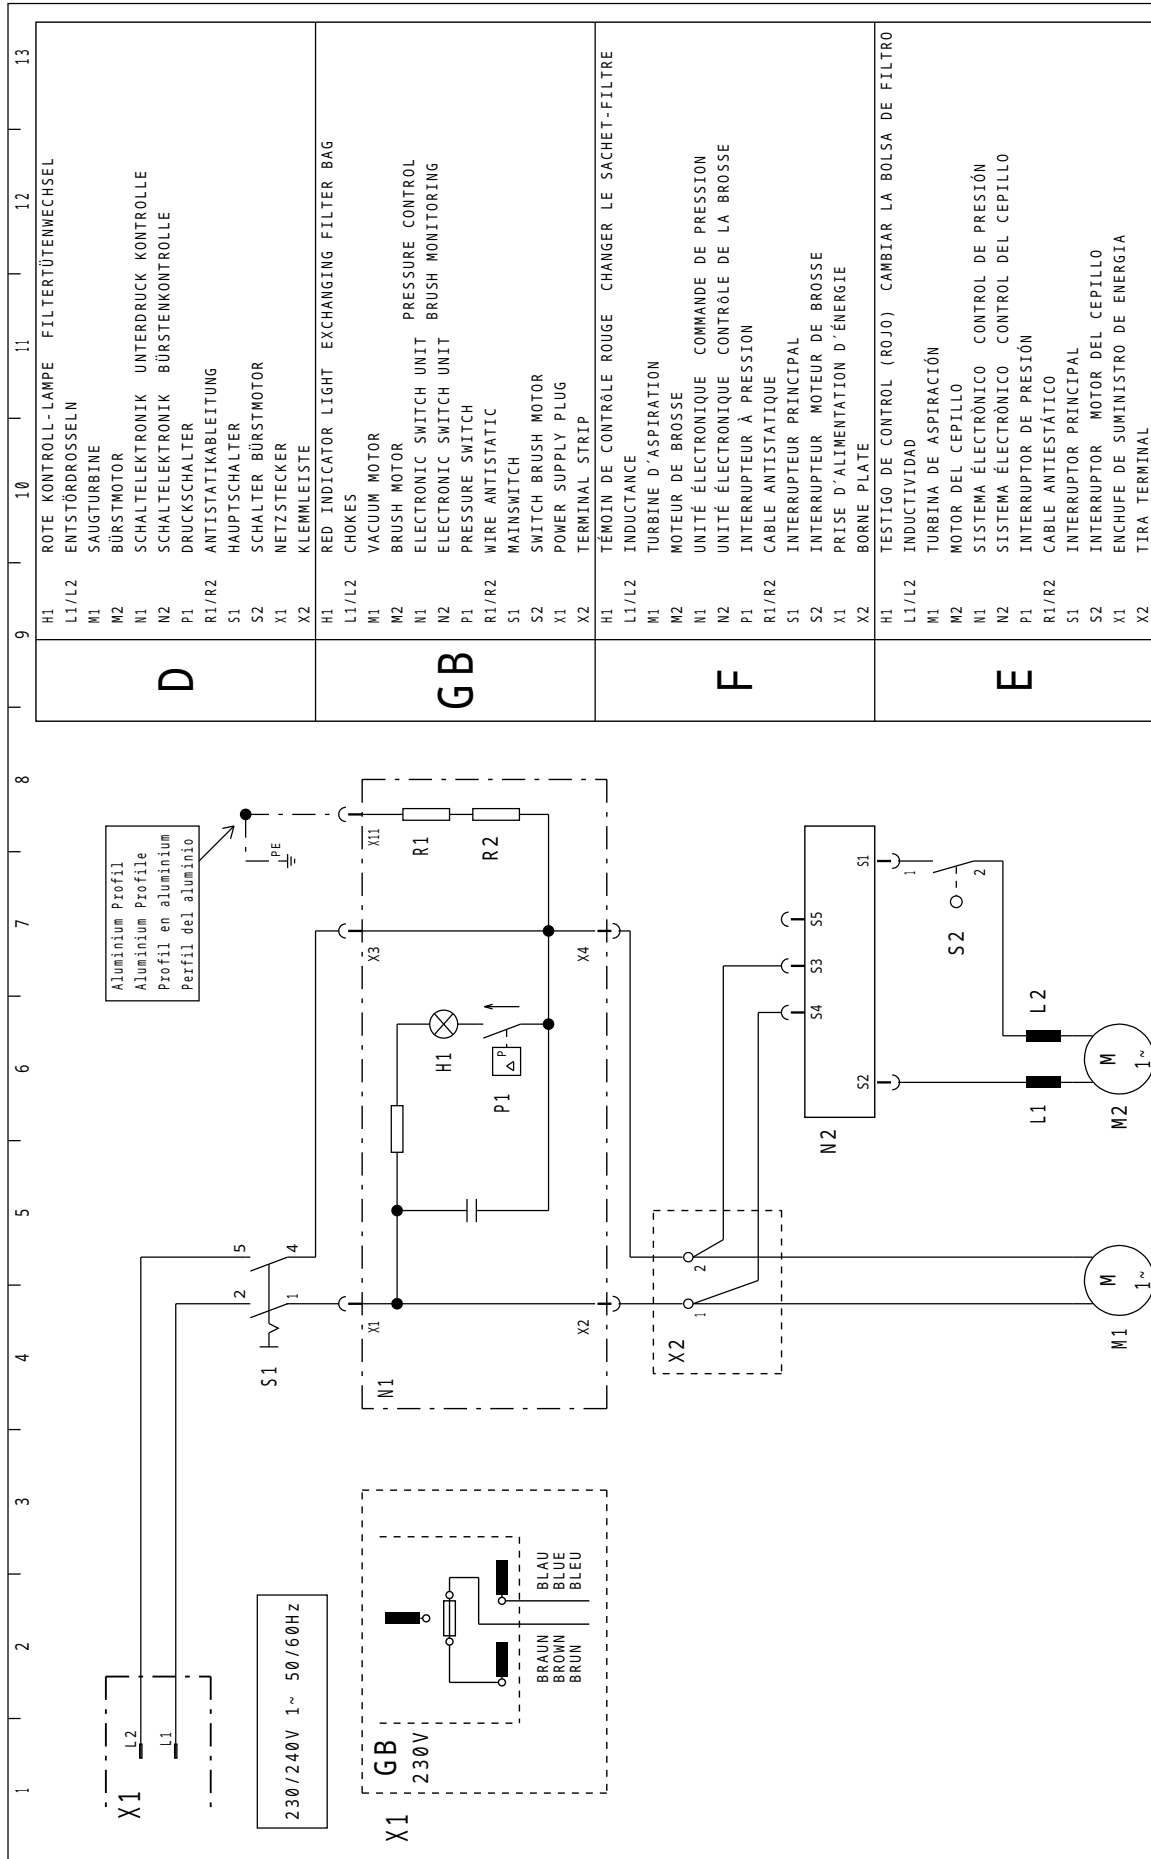 1 2 3 4 5 6 7 8 9 10 11 12 13
X1
L2
L1
230/240V 1~ 50/60Hz
X1
GB
230V
BRAUN BLAU
BROWN BLUE
BRUN BLEU
S1
2
5
1
4
Aluminium Profil
Aluminium Profile
Profil en aluminium
Perfil del aluminio
PE
N1
X1
X3
X11
R1
R2
H1
P1
P
X2
X4
X2
1
2
N2
S4
S3
S5
S2
S1
1
2
S2
L1
L2
M1
M
1~
M2
M
1~
D
H1 ROTE KONTROLL-LAMPE FILTERTÜTENWECHSEL
L1/L2 ENTSTÖRDROSSELN
M1 SAUGTURBINE
M2 BÜRSTMOTOR
N1 SCHALTELEKTRONIK UNTERDRUCK KONTROLLE
N2 SCHALTELEKTRONIK BÜRSTENKONTROLLE
P1 DRUCKSCHALTER
R1/R2 ANTISTATIKABLEITUNG
S1 HAUPTSCHALTER
S2 SCHALTER BÜRSTMOTOR
X1 NETZSTECKER
X2 KLEMMLEISTE
GB
H1 RED INDICATOR LIGHT EXCHANGING FILTER BAG
L1/L2 CHOKES
M1 VACUUM MOTOR
M2 BRUSH MOTOR
N1 ELECTRONIC SWITCH UNIT PRESSURE CONTROL
N2 ELECTRONIC SWITCH UNIT BRUSH MONITORING
P1 PRESSURE SWITCH
R1/R2 WIRE ANTISTATIC
S1 MAINSWITCH
S2 SWITCH BRUSH MOTOR
X1 POWER SUPPLY PLUG
X2 TERMINAL STRIP
F
H1 TÉMOIN DE CONTRôLE ROUGE CHANGER LE SACHET-FILTRE
L1/L2 INDUCTANCE
M1 TURBINE D'ASPIRATION
M2 MOTEUR DE BROSSE
N1 UNITÉ ÉLECTRONIQUE COMMANDE DE PRESSION
N2 UNITÉ ÉLECTRONIQUE CONTRôLE DE LA BROSSE
P1 INTERRUPTEUR À PRESSION
R1/R2 CABLE ANTISTATIQUE
S1 INTERRUPTEUR PRINCIPAL
S2 INTERRUPTEUR MOTEUR DE BROSSE
X1 PRISE D'ALIMENTATION D'ÉNERGIE
X2 BORNE PLATE
E
H1 TESTIGO DE CONTROL (ROJO) CAMBIAR LA BOLSA DE FILTRO
L1/L2 INDUCTIVIDAD
M1 TURBINA DE ASPIRACIÓN
M2 MOTOR DEL CEPILLO
N1 SISTEMA ÉLECTRÒNICO CONTROL DE PRESIÓN
N2 SISTEMA ÉLECTRÒNICO CONTROL DEL CEPILLO
P1 INTERRUPTOR DE PRESIÓN
R1/R2 CABLE ANTIESTÁTICO
S1 INTERRUPTOR PRINCIPAL
S2 INTERRUPTOR MOTOR DEL CEPILLO
X1 ENCHUFE DE SUMINISTRO DE ENERGIA
X2 TIRA TERMINAL